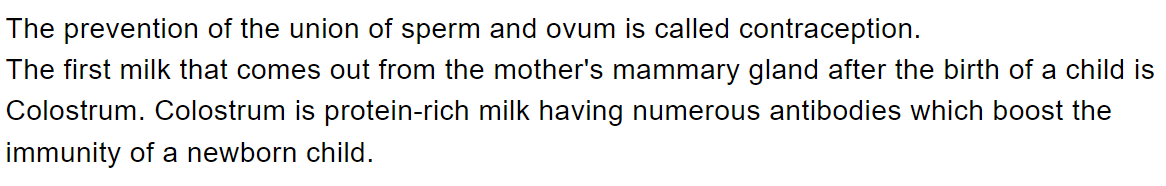 The prevention of the union of sperm and ovum is called contraception.
The first milk that comes out from the mother's mammary gland after the birth of a child is
Colostrum. Colostrum is protein-rich milk having numerous antibodies which boost the
immunity of a newborn child.